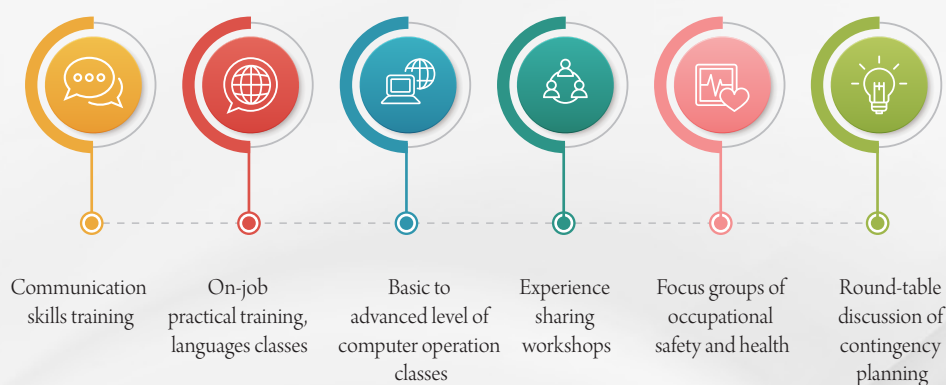 Communication
skills training
On-job
practical training,
languages classes
Basic to
advanced level of
computer operation
classes
Experience
sharing
workshops
Focus groups of
occupational
safety and health
Round-table
discussion of
contingency
planning